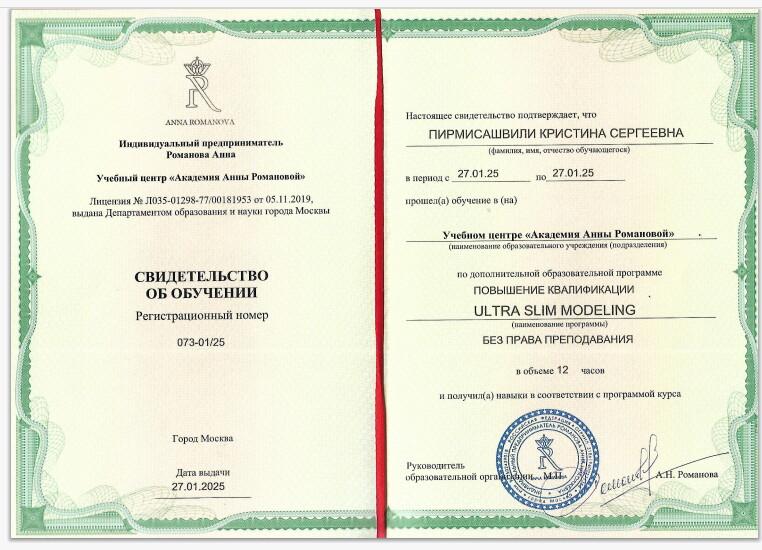 ANNA ROMANOVA
Индивидуальный предприниматель
Романова Анна
Учебный центр «Академия Анны Романовой»
Лицензия № Л035-01298-77/00181953 от 05.11.2019,
выдана Департаментом образования и науки города Москвы
СВИДЕТЕЛЬСТВО
ОБ ОБУЧЕНИИ
Регистрационный номер
073-01/25
Город Москва
Дата выдачи
27.01.2025
Настоящее свидетельство подтверждает, что
ПИРМИСАШВИЛИ КРИСТИНА СЕРГЕЕВНА
(фамилия, имя, отчество обучающегося)
в период с 27.01.25 по 27.01.25
прошел(а) обучение в (на)
Учебном центре «Академия Анны Романовой»
(наименование образовательного учреждения (подразделения)
по дополнительной образовательной программе
ПОВЫШЕНИЕ КВАЛИФИКАЦИИ
ULTRA SLIM MODELING
(наименование программы)
БЕЗ ПРАВА ПРЕПОДАВАНИЯ
в объеме 12 часов
и получил(а) навыки в соответствии с программой курса
Руководитель
образовательной организации М.П. А.Н. Романова